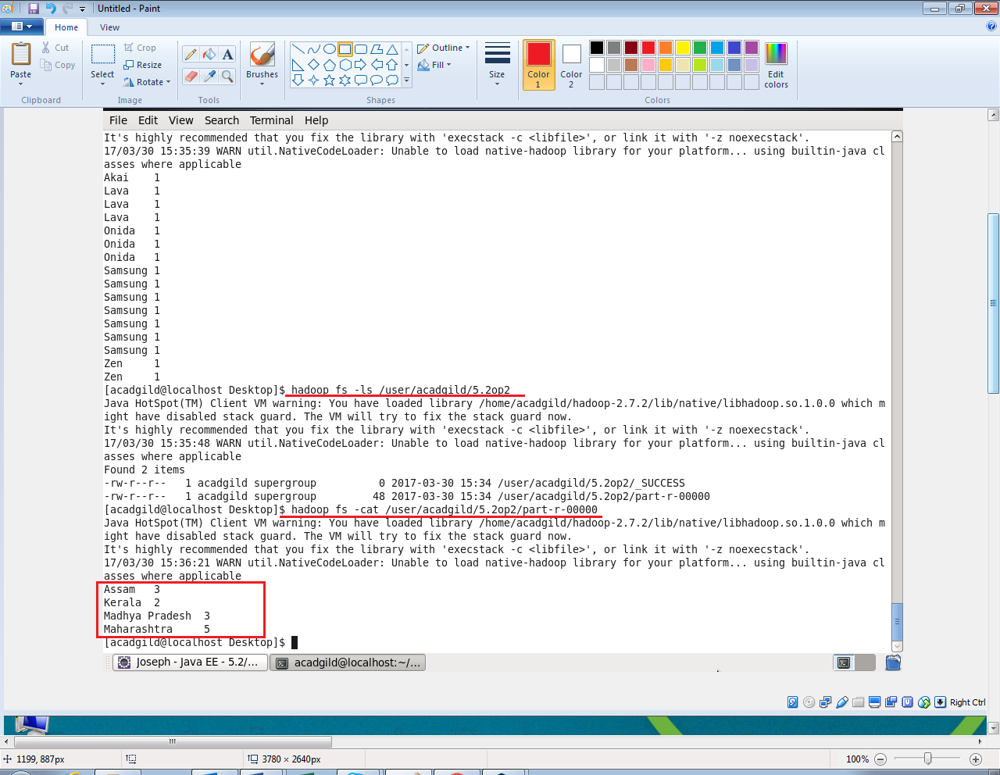 Untitled - Paint
Home View
Paste
Cut
Copy
Clipboard
Select
Crop
Resize
Rotate
Image
A
Tools
Brushes
Outline
Fill
Shapes
Size
Color 1
Color 2
Edit colors
Colors
File Edit View Search Terminal Help
It's highly recommended that you fix the library with 'execstack -c <libfile>', or link it with '-z noexecstack'.
17/03/30 15:35:39 WARN util.NativeCodeLoader: Unable to load native-hadoop library for your platform... using builtin-java cl
asses where applicable
Akai 1
Lava 1
Lava 1
Lava 1
Onida 1
Onida 1
Onida 1
Samsung 1
Samsung 1
Samsung 1
Samsung 1
Samsung 1
Samsung 1
Samsung 1
Zen 1
Zen 1
[acadgild@localhost Desktop]$ hadoop fs -ls /user/acadgild/5.2op2
Java HotSpot(TM) Client VM warning: You have loaded library /home/acadgild/hadoop-2.7.2/lib/native/libhadoop.so.1.0.0 which m
ight have disabled stack guard. The VM will try to fix the stack guard now.
It's highly recommended that you fix the library with 'execstack -c <libfile>', or link it with '-z noexecstack'.
17/03/30 15:35:48 WARN util.NativeCodeLoader: Unable to load native-hadoop library for your platform... using builtin-java cl
asses where applicable
Found 2 items
-rw-r--r-- 1 acadgild supergroup 0 2017-03-30 15:34 /user/acadgild/5.2op2/_SUCCESS
-rw-r--r-- 1 acadgild supergroup 48 2017-03-30 15:34 /user/acadgild/5.2op2/part-r-00000
[acadgild@localhost Desktop]$ hadoop fs -cat /user/acadgild/5.2op2/part-r-00000
Java HotSpot(TM) Client VM warning: You have loaded library /home/acadgild/hadoop-2.7.2/lib/native/libhadoop.so.1.0.0 which m
ight have disabled stack guard. The VM will try to fix the stack guard now.
It's highly recommended that you fix the library with 'execstack -c <libfile>', or link it with '-z noexecstack'.
17/03/30 15:36:21 WARN util.NativeCodeLoader: Unable to load native-hadoop library for your platform... using builtin-java cl
asses where applicable
Assam 3
Kerala 2
Madhya Pradesh 3
Maharashtra 5
[acadgild@localhost Desktop]$
Joseph - Java EE - 5.2/... acadgild@localhost:~/...
Right Ctrl
1199, 887px 3780 × 2640px 100%